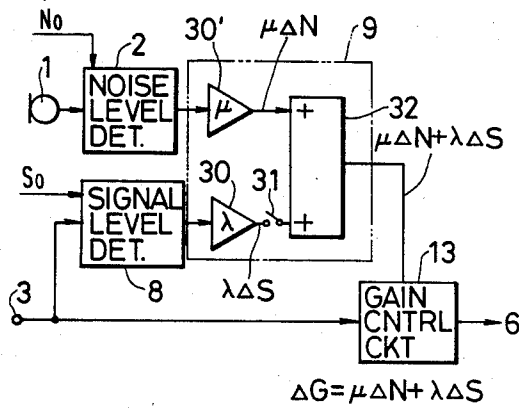 No
1
2
NOISE
LEVEL
DET.
30'
μ
μΔN
9
+
32
μΔN+λΔS
So
SIGNAL
LEVEL
DET.
8
30
λ
31
+
λΔS
3
13
GAIN
CNTRL
CKT
6
ΔG=μΔN+λΔS